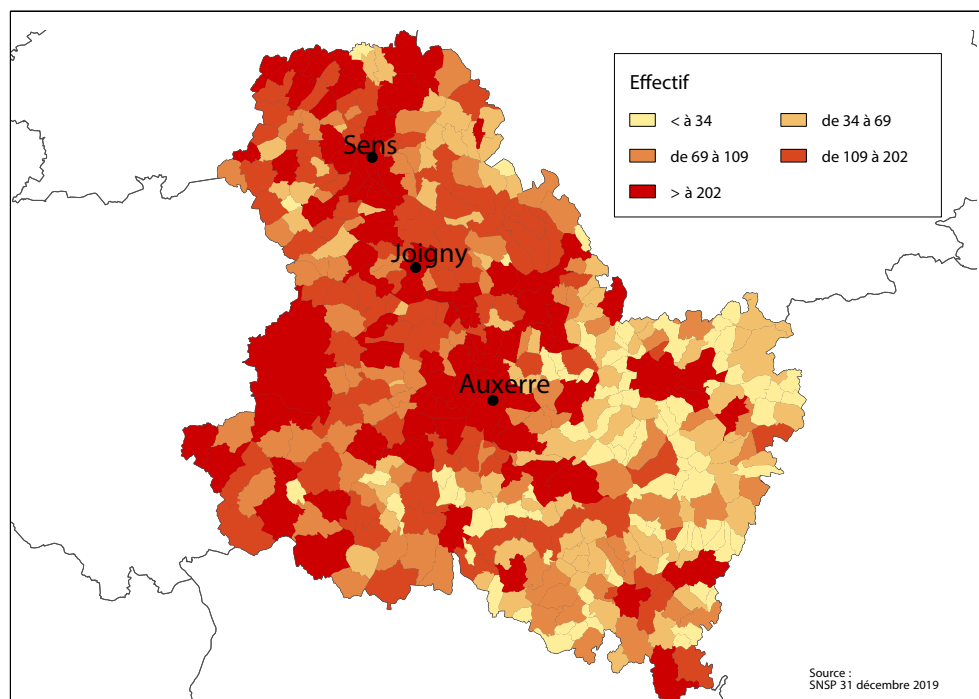 Effectif
< à 34
de 34 à 69
de 69 à 109
de 109 à 202
> à 202
Sens
Joigny
Auxerre
Source :
SNSP 31 décembre 2019